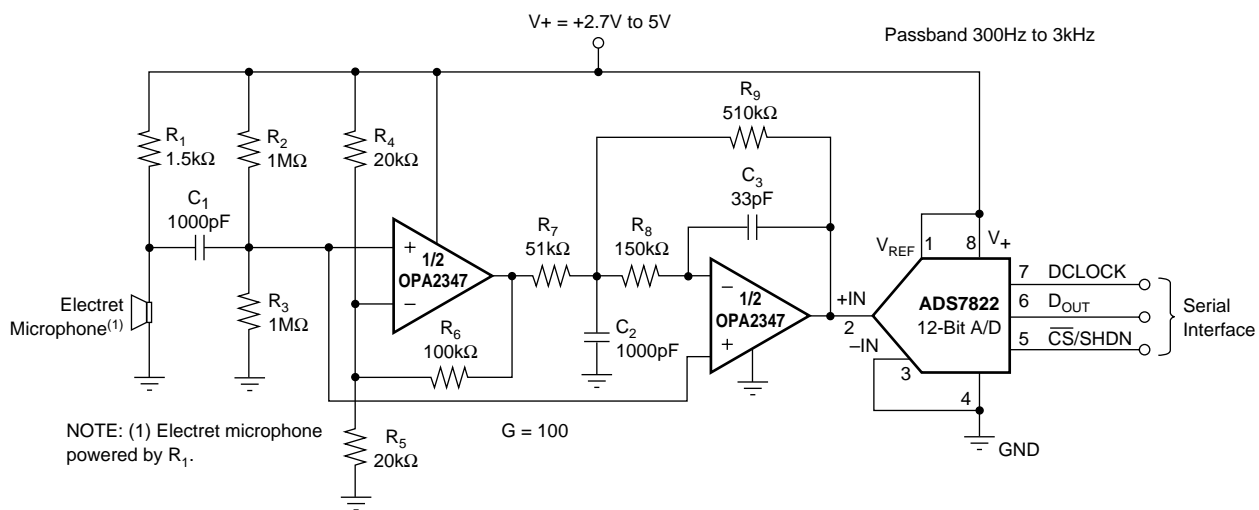 V+ = +2.7V to 5V
Passband 300Hz to 3kHz
R1
1.5kΩ
R2
1MΩ
R4
20kΩ
R9
510kΩ
C1
1000pF
C3
33pF
R7
51kΩ
R8
150kΩ
+
1/2
OPA2347
−
−
1/2
OPA2347
+
VREF
1
8
V+
7
DCLOCK
Electret
Microphone(1)
R3
1MΩ
R6
100kΩ
C2
1000pF
+IN
2
–IN
3
ADS7822
12-Bit A/D
6
DOUT
5
CS/SHDN
Serial
Interface
4
GND
NOTE: (1) Electret microphone
powered by R1.
R5
20kΩ
G = 100